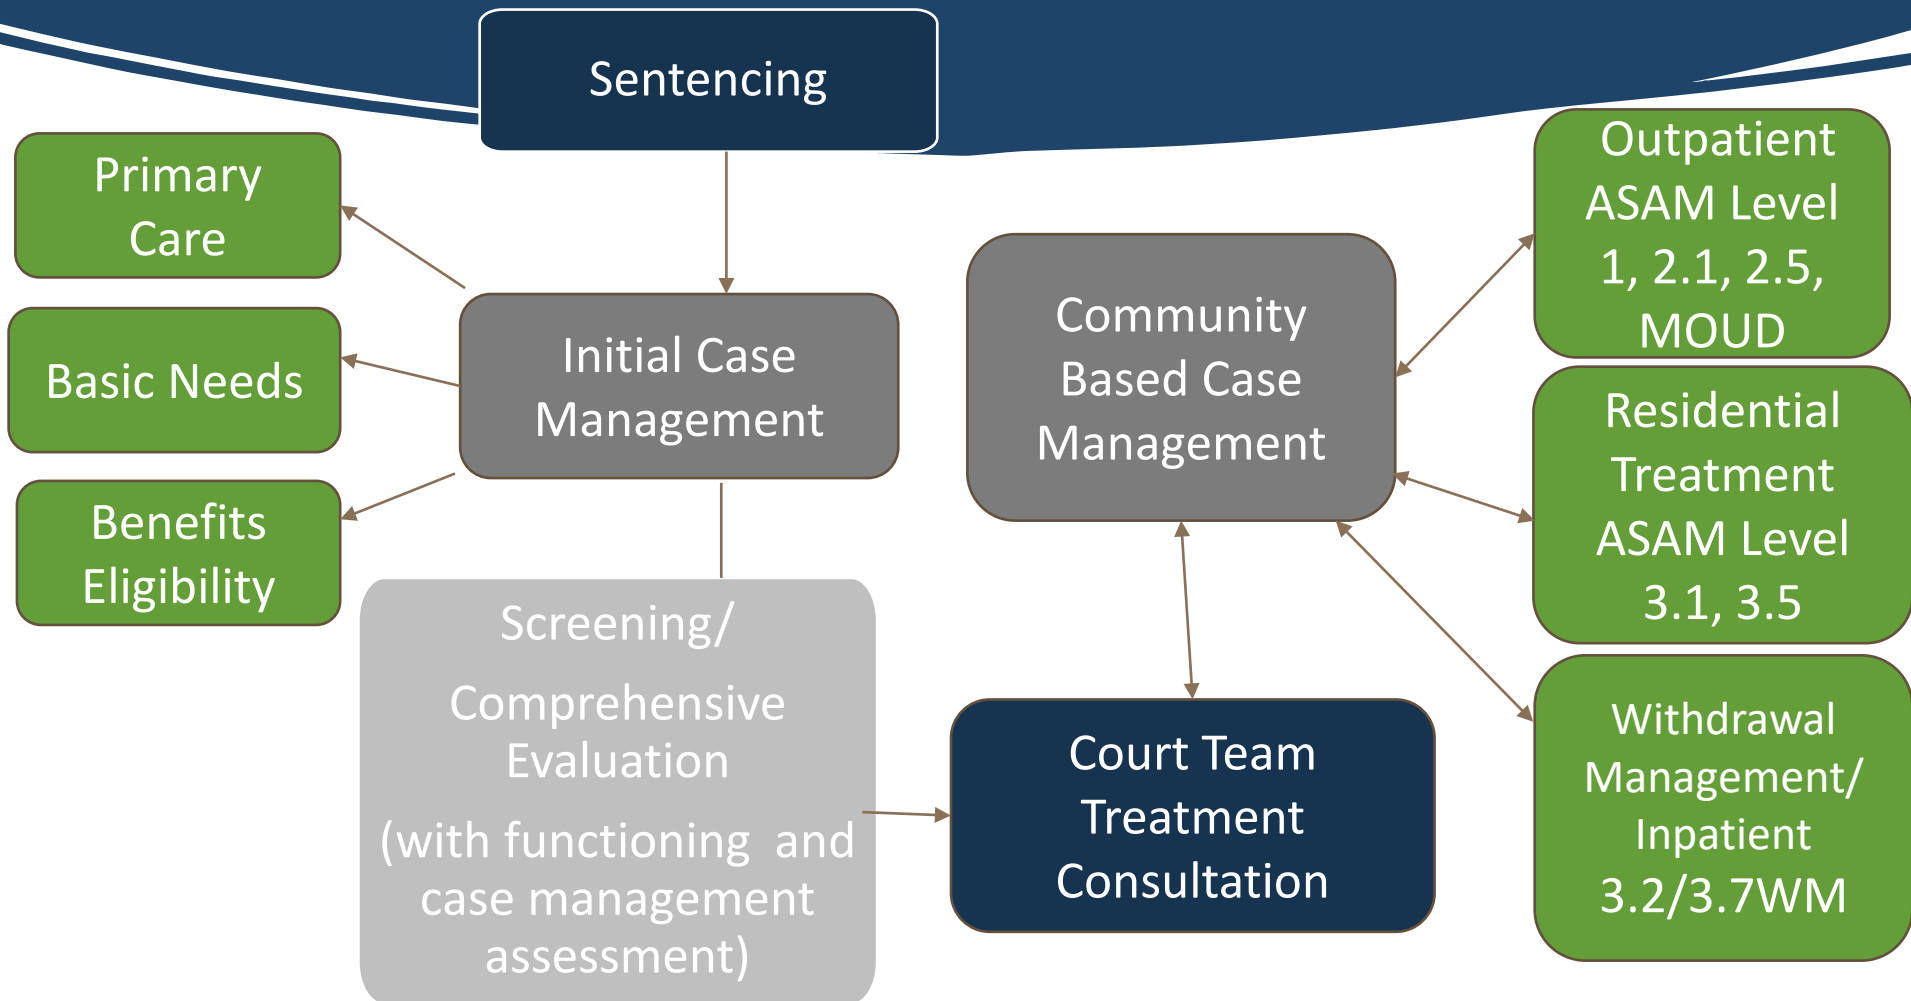 Sentencing
Primary
Care
Basic Needs
Benefits
Eligibility
Initial Case
Management
Screening/
Comprehensive
Evaluation
(with functioning  and
case management
assessment)
Community
Based Case
Management
Court Team
Treatment
Consultation
Outpatient
ASAM Level
1, 2.1, 2.5,
MOUD
Residential
Treatment
ASAM Level
3.1, 3.5
Withdrawal
Management/
Inpatient
3.2/3.7WM